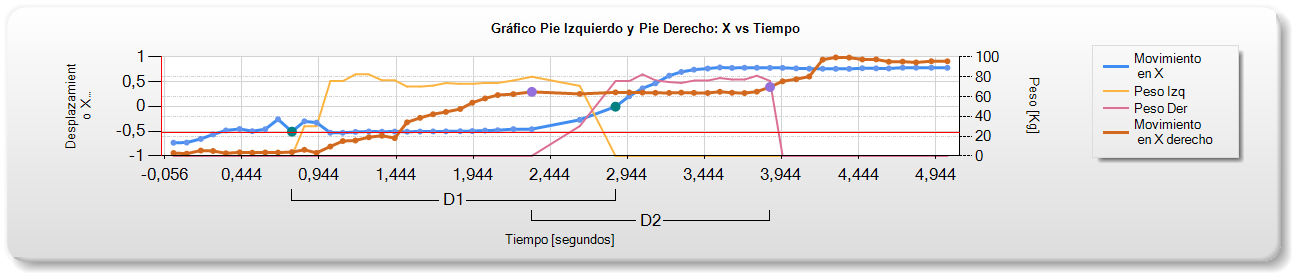 Gráfico Pie Izquierdo y Pie Derecho: X vs Tiempo
Desplazamient
o X...
1
0,5
0
-0,5
-1
100
80
60
40
20
0
Peso [Kg]
-0,056 0,444 0,944 1,444 1,944 2,444 2,944 3,444 3,944 4,444 4,944
D1
D2
Tiempo [segundos]
Movimiento
en X
Peso Izq
Peso Der
Movimiento
en X derecho